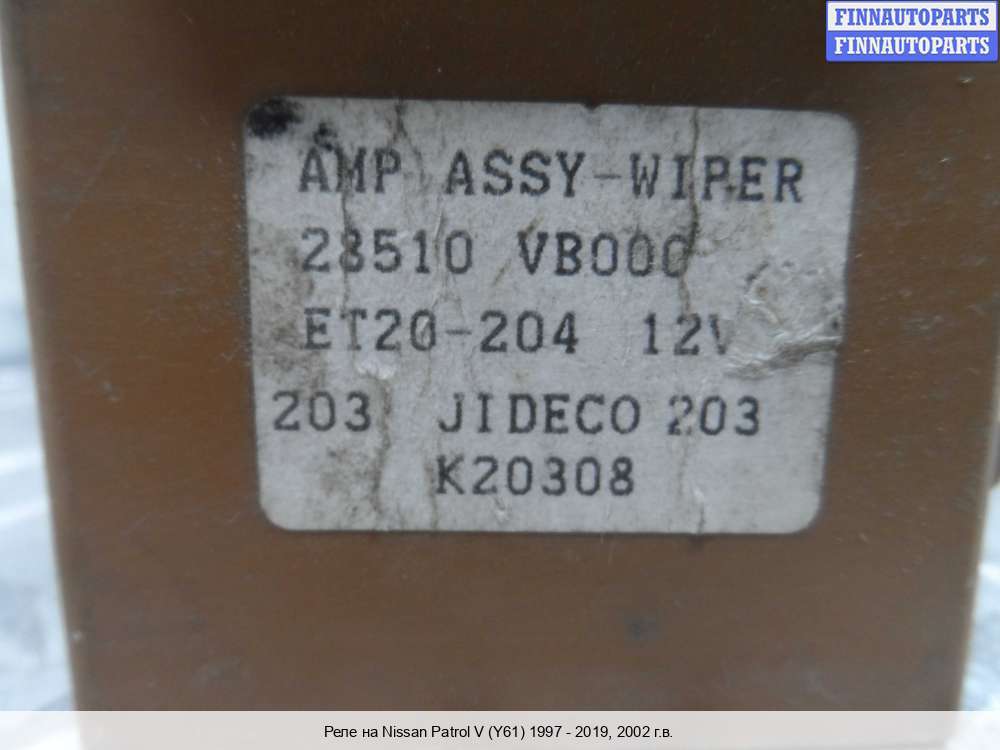 FINNAUTOPARTS
FINNAUTOPARTS
AMP ASSY-WIPER
28510 VB000
ET20-204 12V
203 JIDECO 203
K20308
Реле на Nissan Patrol V (Y61) 1997 - 2019, 2002 г.в.